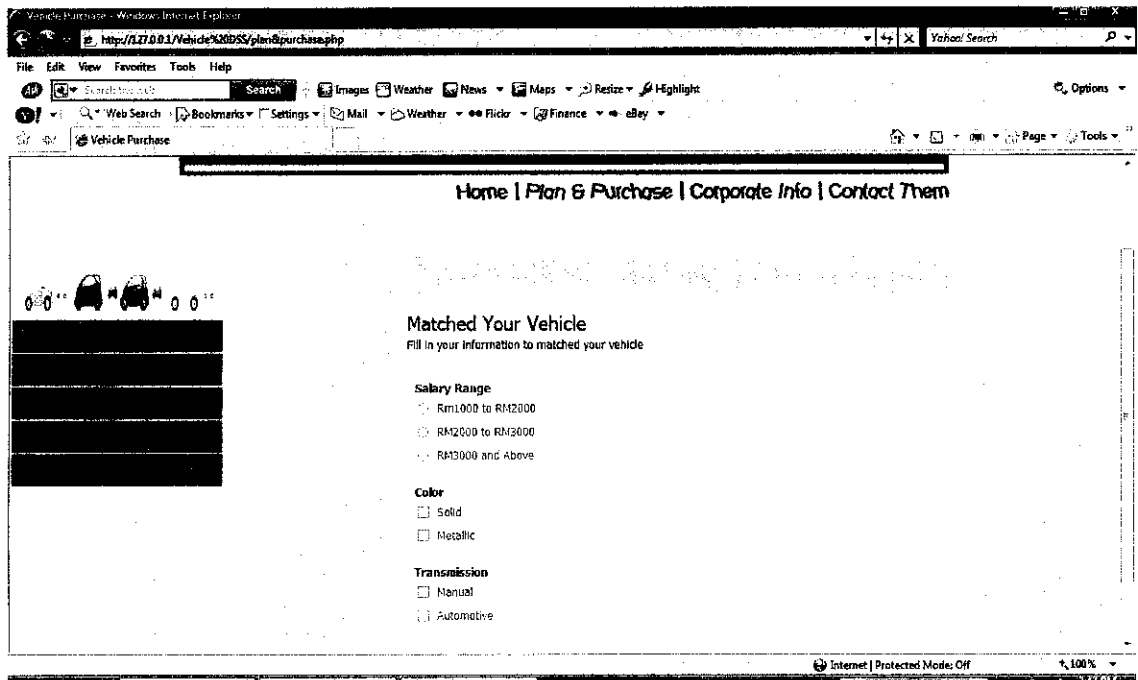 Vehicle Purchase - Windows Internet Explorer
http://127.0.0.1/Vehicle%20DSS/plan&purchase.php
Yahoo! Search
File Edit View Favorites Tools Help
Search Images Weather News Maps Resize Highlight Options
Web Search Bookmarks Settings Mail Weather Flickr Finance eBay
Vehicle Purchase Page Tools
Home | Plan & Purchase | Corporate Info | Contact Them
Matched Your Vehicle
Fill in your information to matched your vehicle
Salary Range
Rm1000 to RM2000
RM2000 to RM3000
RM3000 and Above
Color
Solid
Metallic
Transmission
Manual
Automotive
Internet | Protected Mode: Off 100%